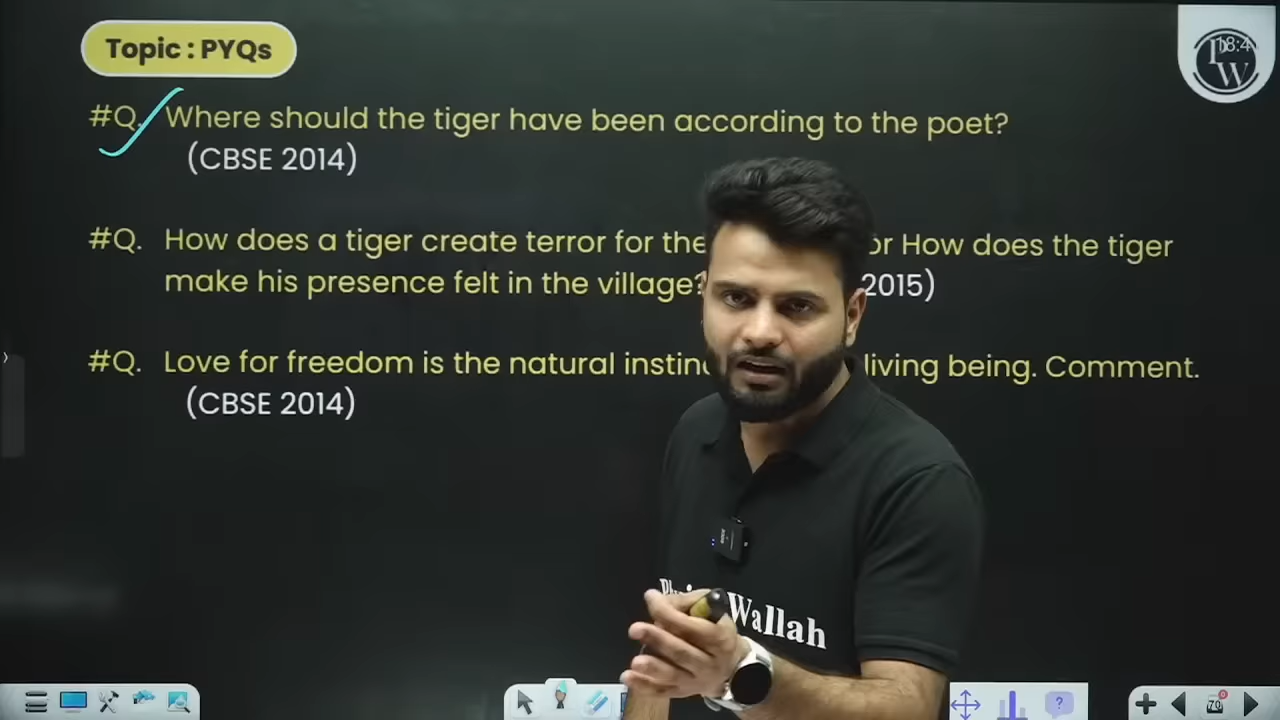 Topic : PYQs
18:4
#Q. Where should the tiger have been according to the poet?
(CBSE 2014)
#Q. How does a tiger create terror for the or How does the tiger
make his presence felt in the village? 2015)
#Q. Love for freedom is the natural living being. Comment.
(CBSE 2014)
Wallah